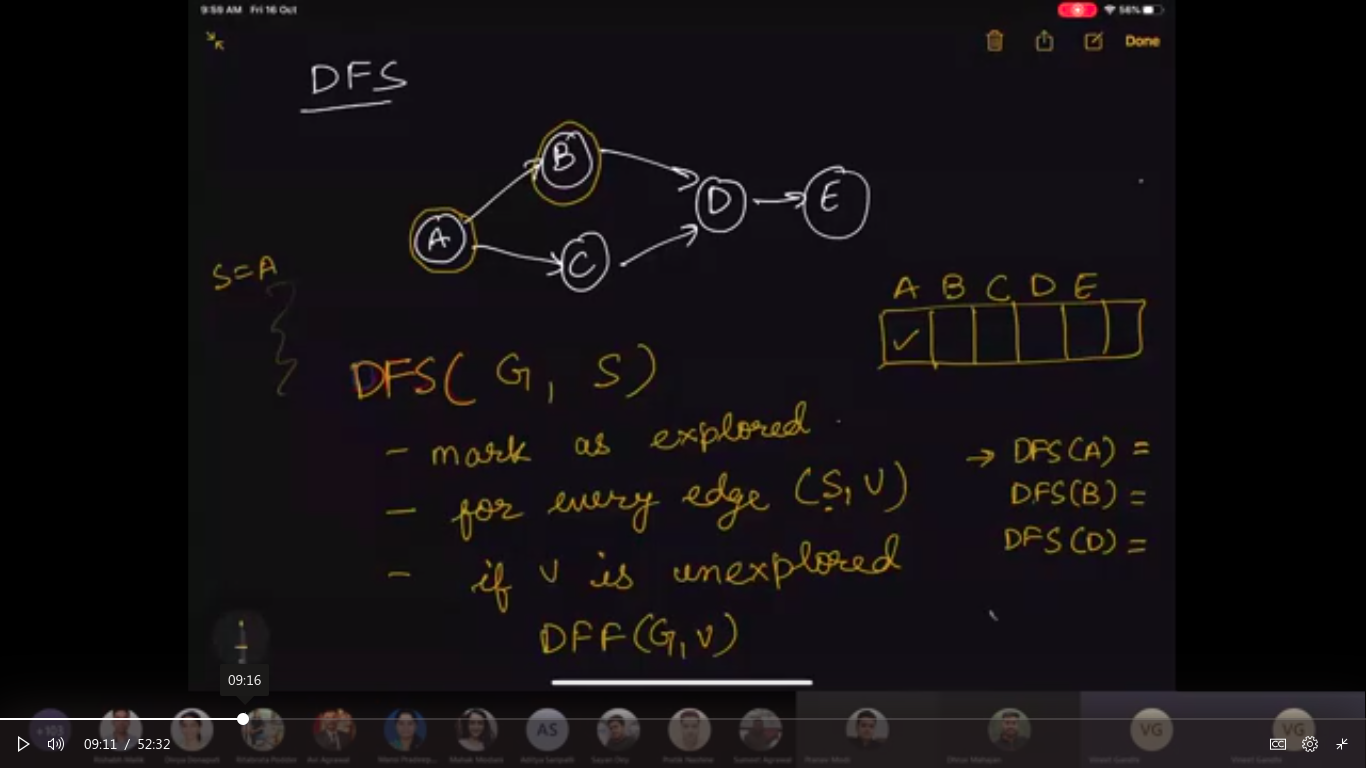 9:59 AM Fri 16 Oct
56%
Done
DFS
B
A
C
D
E
S=A
A B C D E
DFS( G, S )
- mark as explored
- for every edge (S, V)
- if v is unexplored
DFF(G, v)
→ DFS(A) =
DFS(B) =
DFS(D) =
09:16
AS
VG
VG
09:11 / 52:32
CC